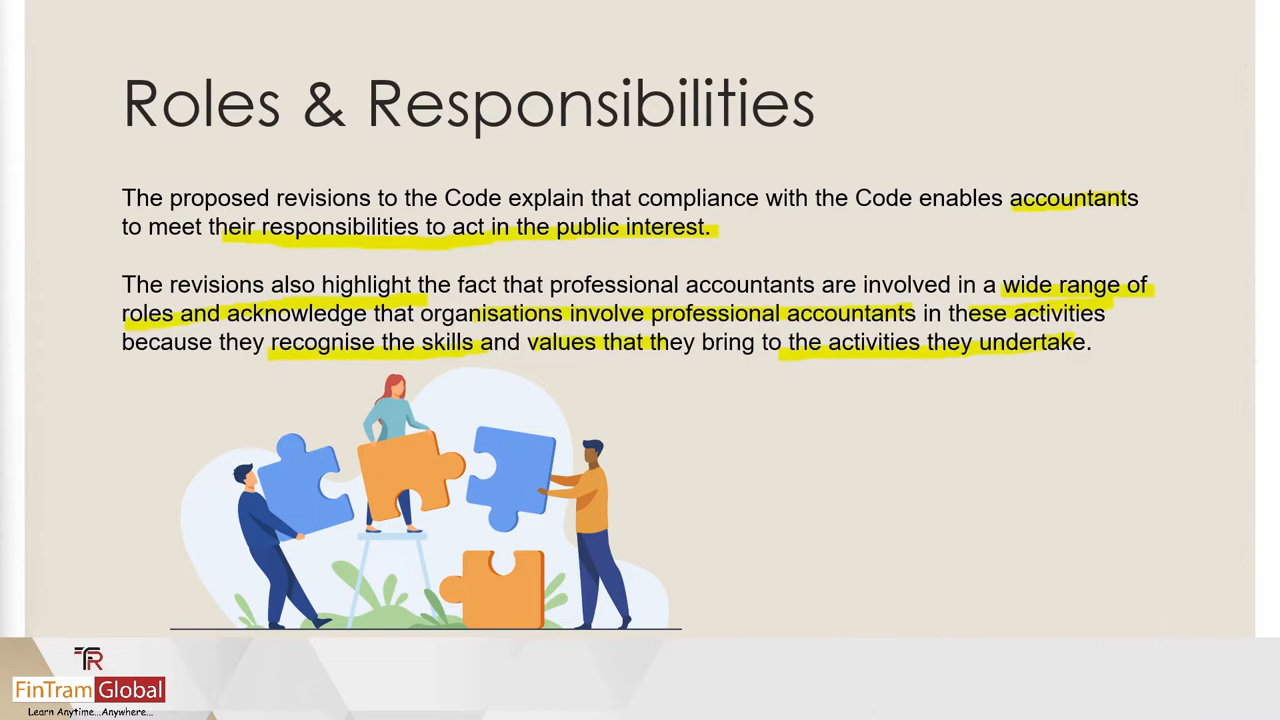 Roles & Responsibilities
The proposed revisions to the Code explain that compliance with the Code enables accountants
to meet their responsibilities to act in the public interest.
The revisions also highlight the fact that professional accountants are involved in a wide range of
roles and acknowledge that organisations involve professional accountants in these activities
because they recognise the skills and values that they bring to the activities they undertake.
TR
FinTram Global
Learn Anytime...Anywhere...